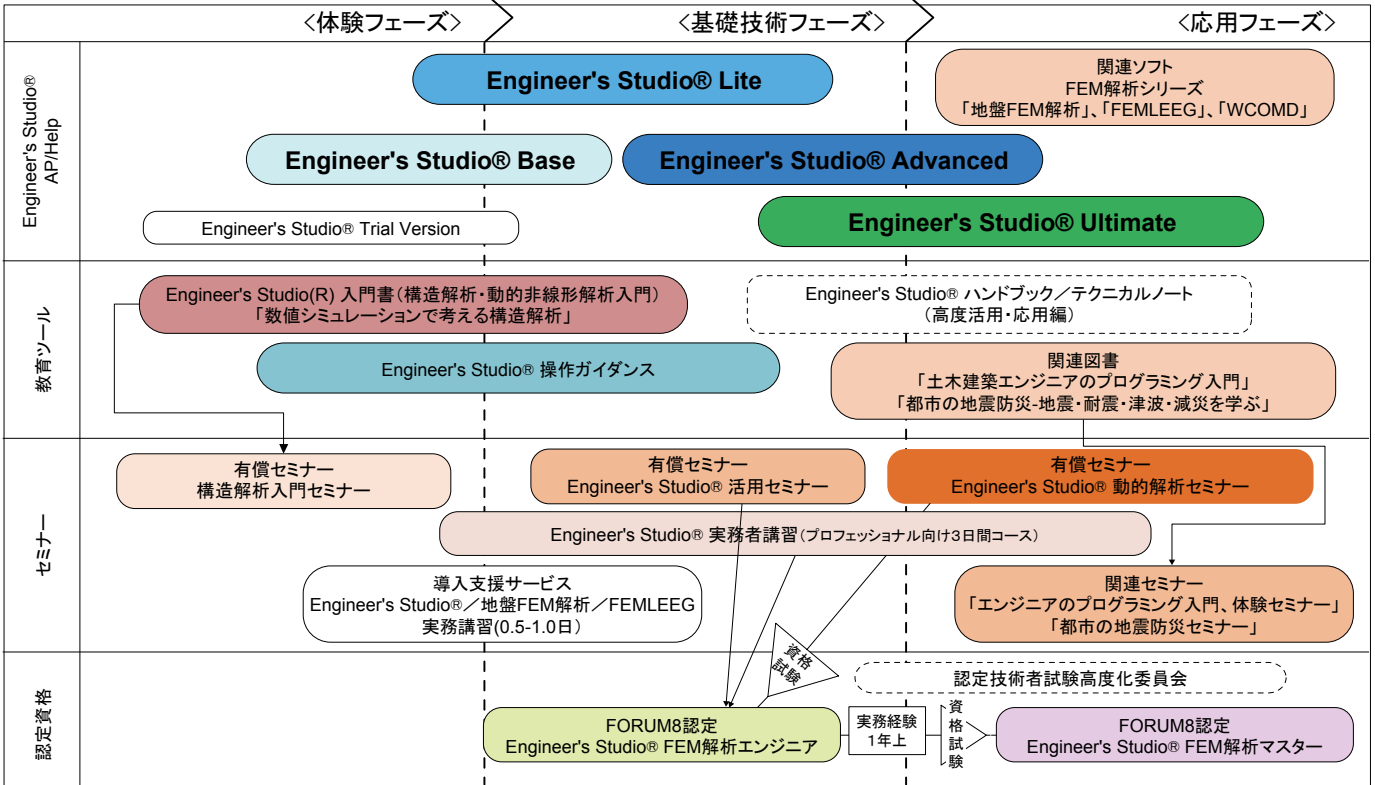 <体験フェーズ>
<基礎技術フェーズ>
<応用フェーズ>
Engineer's Studio®
AP/Help
Engineer's Studio® Lite
関連ソフト
FEM解析シリーズ
「地盤FEM解析」、「FEMLEEG」、「WCOMD」
Engineer's Studio® Base
Engineer's Studio® Advanced
Engineer's Studio® Trial Version
Engineer's Studio® Ultimate
教育ツール
Engineer's Studio(R) 入門書(構造解析・動的非線形解析入門)
「数値シミュレーションで考える構造解析」
Engineer's Studio® ハンドブック/テクニカルノート
(高度活用・応用編)
Engineer's Studio® 操作ガイダンス
関連図書
「土木建築エンジニアのプログラミング入門」
「都市の地震防災-地震・耐震・津波・減災を学ぶ」
セミナー
有償セミナー
構造解析入門セミナー
有償セミナー
Engineer's Studio® 活用セミナー
有償セミナー
Engineer's Studio® 動的解析セミナー
Engineer's Studio® 実務者講習(プロフェッショナル向け3日間コース)
導入支援サービス
Engineer's Studio®/地盤FEM解析/FEMLEEG
実務講習(0.5-1.0日)
関連セミナー
「エンジニアのプログラミング入門、体験セミナー」
「都市の地震防災セミナー」
認定資格
資格
試験
認定技術者試験高度化委員会
FORUM8認定
Engineer's Studio® FEM解析エンジニア
実務経験
1年上
資格試験
FORUM8認定
Engineer's Studio® FEM解析マスター